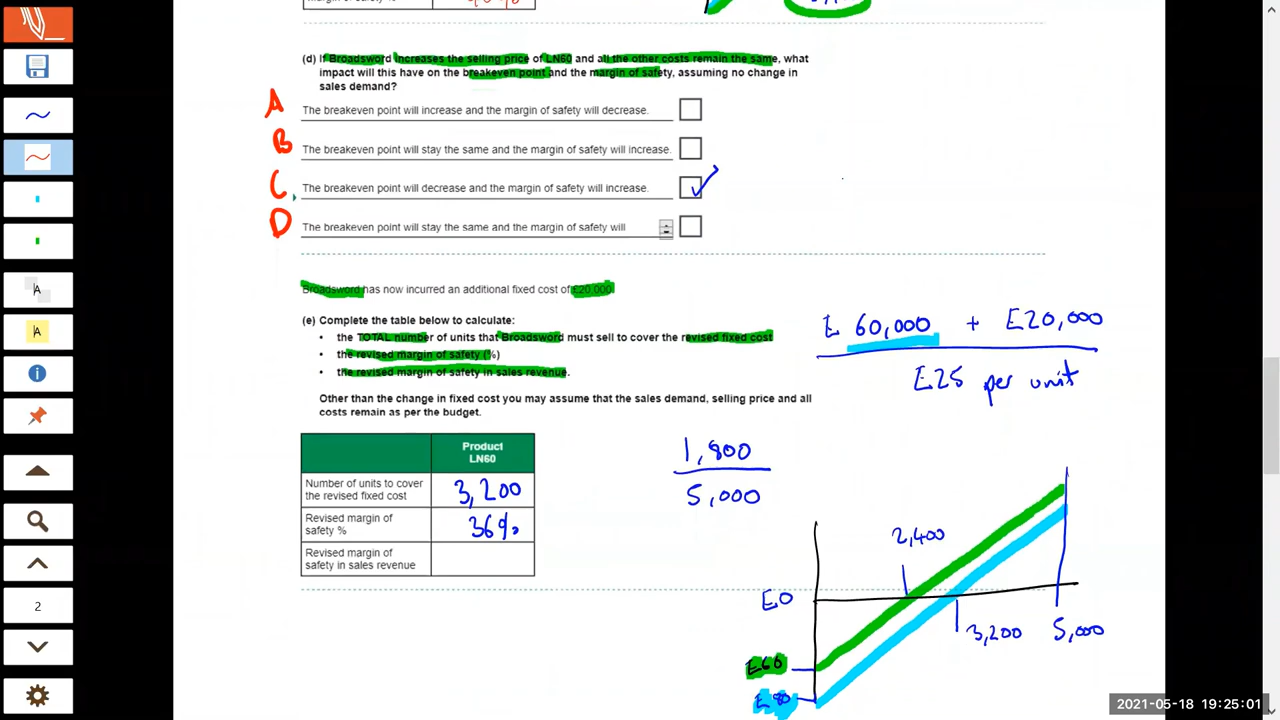 (d) If Broadsword increases the selling price of LN60 and all the other costs remain the same, what
impact will this have on the breakeven point and the margin of safety, assuming no change in
sales demand?
A The breakeven point will increase and the margin of safety will decrease.
B The breakeven point will stay the same and the margin of safety will increase.
C The breakeven point will decrease and the margin of safety will increase.
D The breakeven point will stay the same and the margin of safety will
Broadsword has now incurred an additional fixed cost of £20,000
(e) Complete the table below to calculate:
• the TOTAL number of units that Broadsword must sell to cover the revised fixed cost
• the revised margin of safety (%)
• the revised margin of safety in sales revenue.
Other than the change in fixed cost you may assume that the sales demand, selling price and all
costs remain as per the budget.
£ 60,000 + £20,000
£25 per unit
Product
LN60
Number of units to cover
the revised fixed cost
3,200
Revised margin of
safety %
36%
Revised margin of
safety in sales revenue
1,800
5,000
2,400
£0
3,200
5,000
£60
£80
A
A
2
2021-05-18 19:25:01